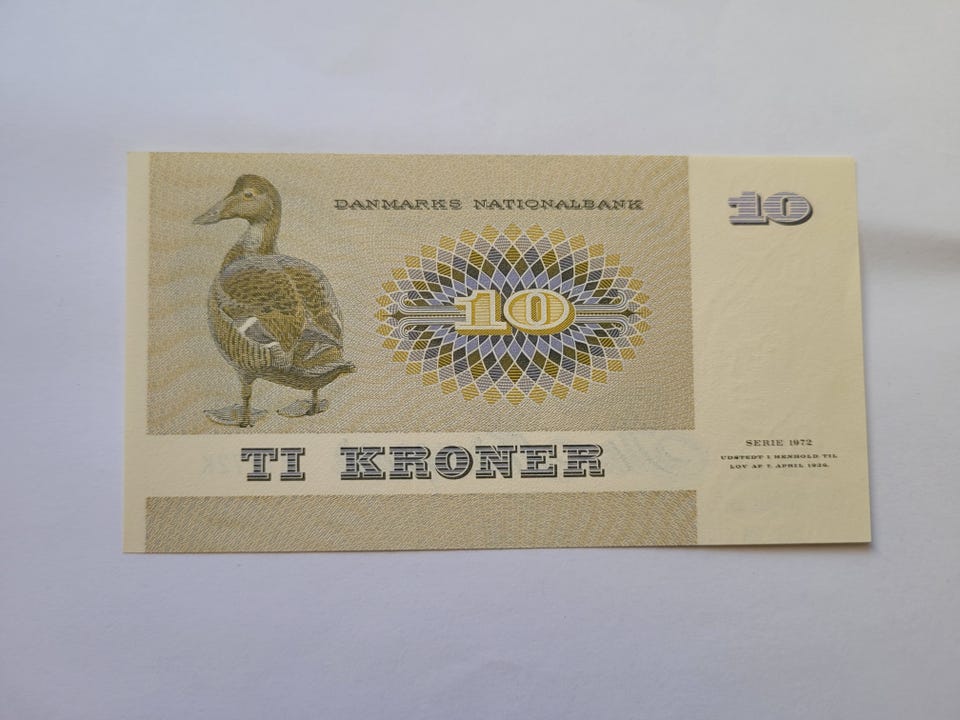 DANMARKS NATIONALBANK
10
10
TI KRONER
SERIE 1972
UDSTEDT I HENHOLD TIL
LOV AF 7. APRIL 1936.